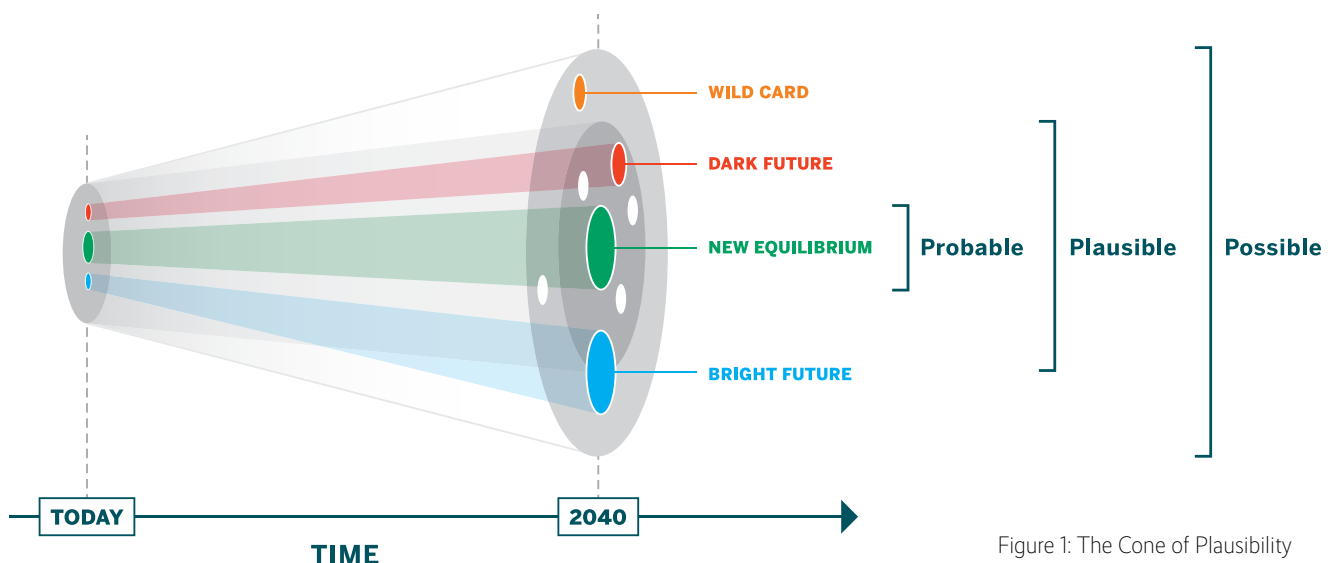 WILD CARD
DARK FUTURE
NEW EQUILIBRIUM
Probable
Plausible
Possible
BRIGHT FUTURE
TODAY
2040
TIME
Figure 1: The Cone of Plausibility